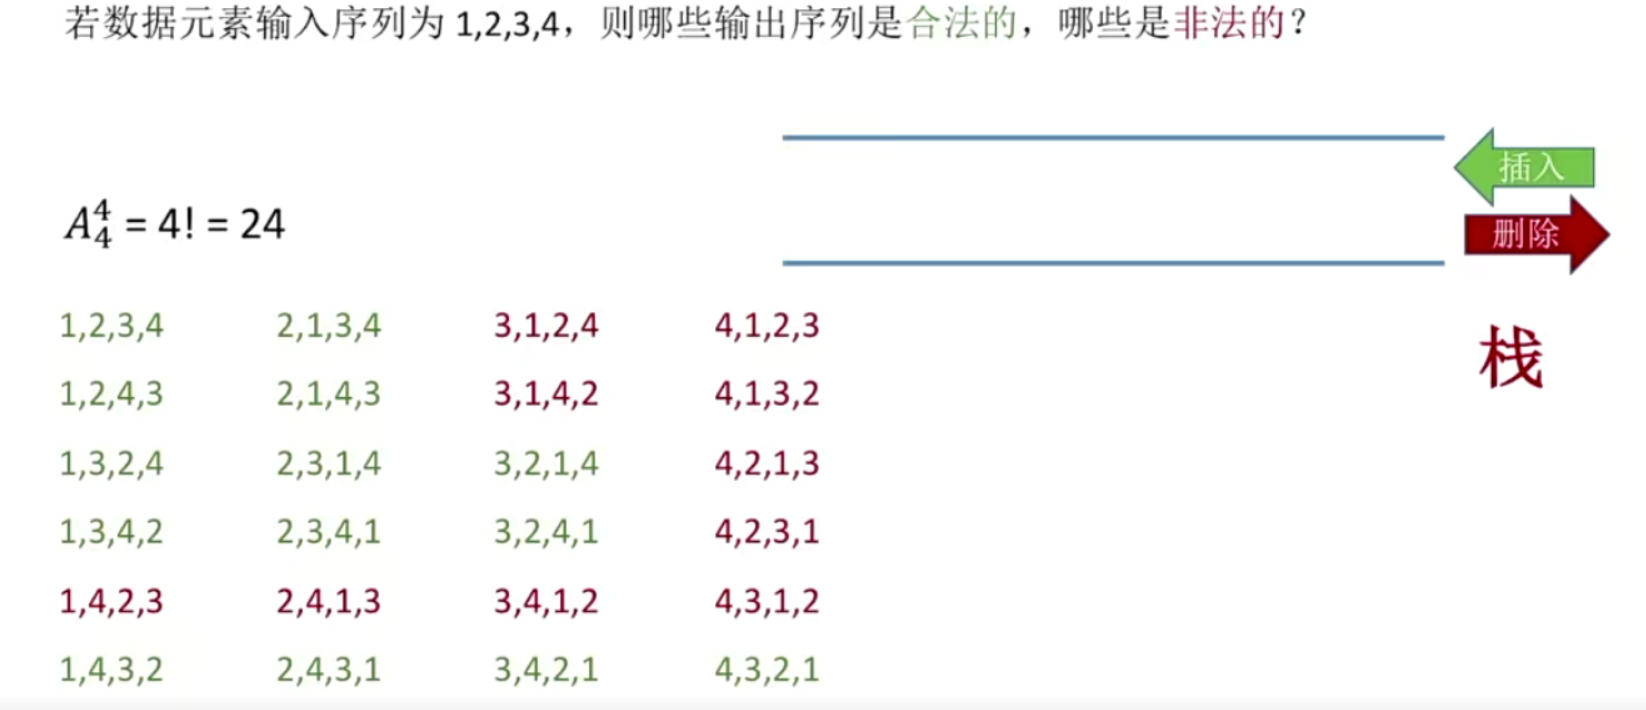 若数据元素输入序列为 1,2,3,4，则哪些输出序列是合法的，哪些是非法的？
插入
删除
A₄⁴ = 4! = 24
栈
1,2,3,4 2,1,3,4 3,1,2,4 4,1,2,3
1,2,4,3 2,1,4,3 3,1,4,2 4,1,3,2
1,3,2,4 2,3,1,4 3,2,1,4 4,2,1,3
1,3,4,2 2,3,4,1 3,2,4,1 4,2,3,1
1,4,2,3 2,4,1,3 3,4,1,2 4,3,1,2
1,4,3,2 2,4,3,1 3,4,2,1 4,3,2,1